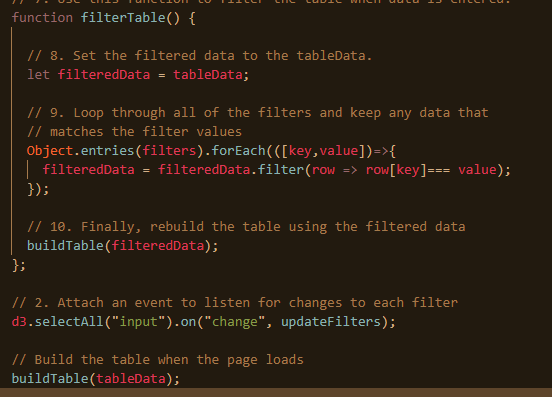 // 7. Use this function to filter the table when data is entered.
function filterTable() {
// 8. Set the filtered data to the tableData.
let filteredData = tableData;
// 9. Loop through all of the filters and keep any data that
// matches the filter values
Object.entries(filters).forEach(([key,value])=>{
filteredData = filteredData.filter(row => row[key]=== value);
});
// 10. Finally, rebuild the table using the filtered data
buildTable(filteredData);
};
// 2. Attach an event to listen for changes to each filter
d3.selectAll("input").on("change", updateFilters);
// Build the table when the page loads
buildTable(tableData);